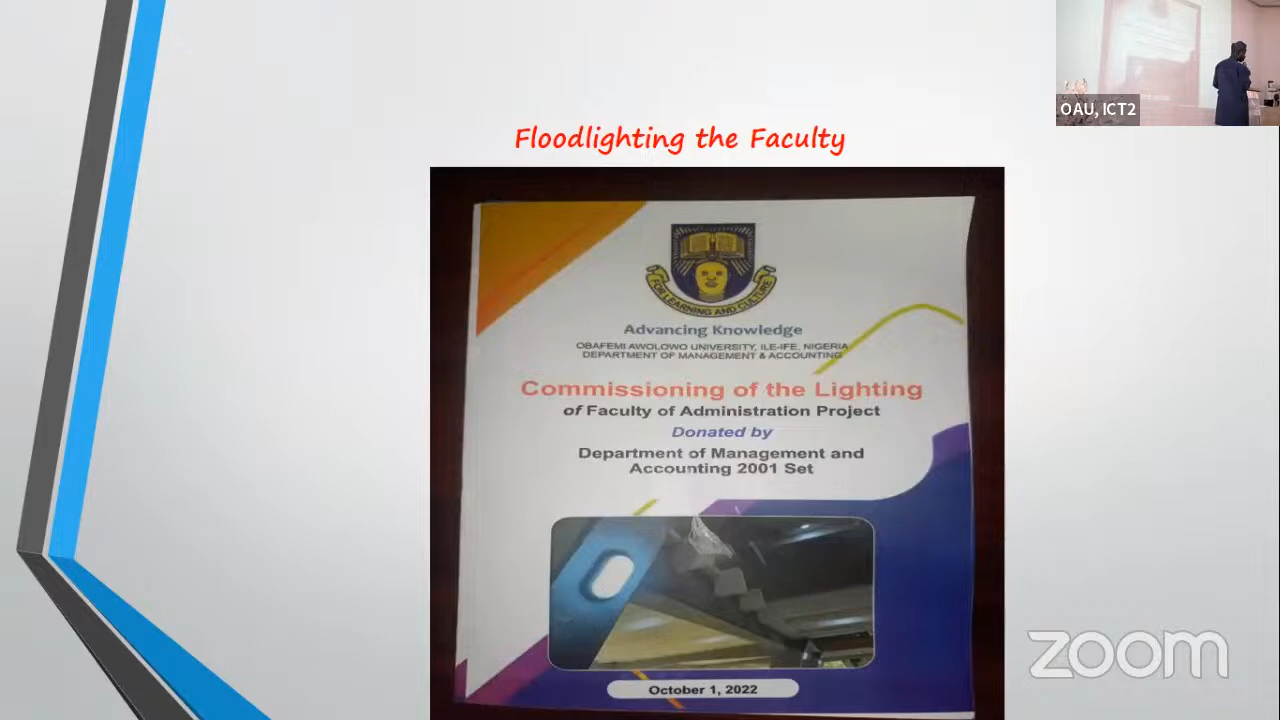 OAU, ICT2
Floodlighting the Faculty
FOR LEARNING AND CULTURE
Advancing Knowledge
OBAFEMI AWOLOWO UNIVERSITY, ILE-IFE, NIGERIA
DEPARTMENT OF MANAGEMENT & ACCOUNTING
Commissioning of the Lighting
of Faculty of Administration Project
Donated by
Department of Management and
Accounting 2001 Set
October 1, 2022
zoom